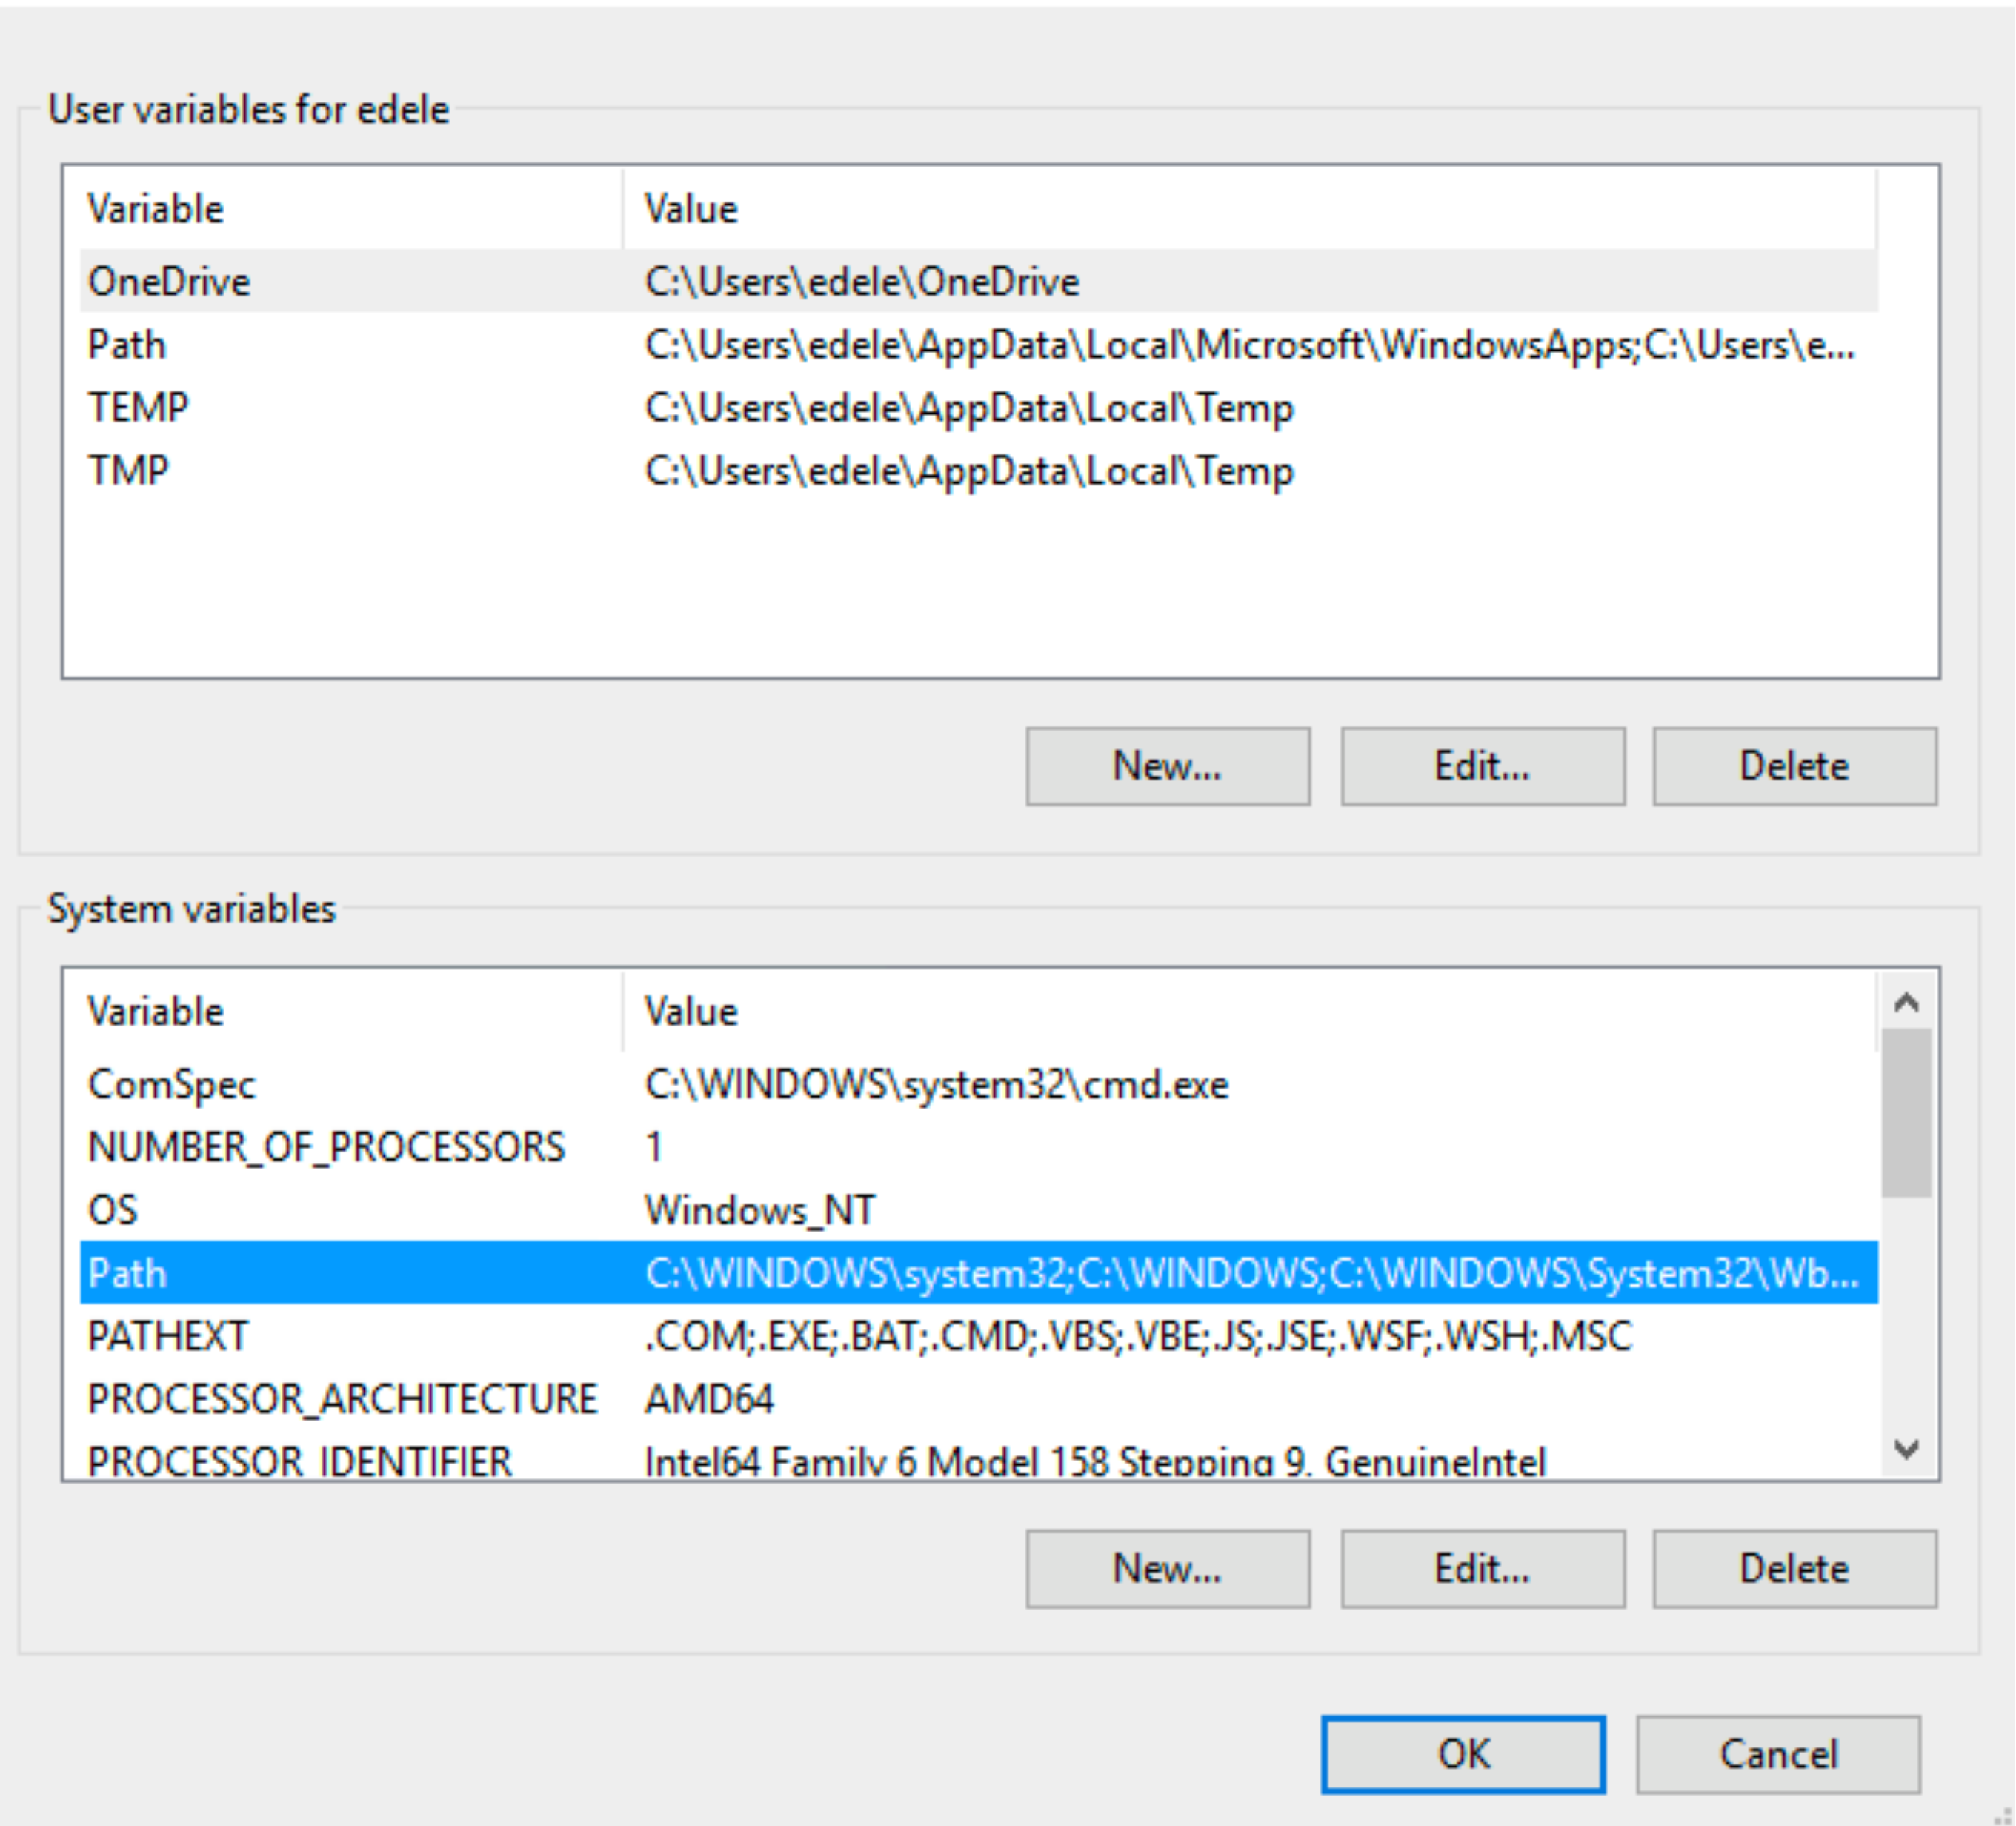 User variables for edele
Variable Value
OneDrive C:\Users\edele\OneDrive
Path C:\Users\edele\AppData\Local\Microsoft\WindowsApps;C:\Users\e...
TEMP C:\Users\edele\AppData\Local\Temp
TMP C:\Users\edele\AppData\Local\Temp
New... Edit... Delete
System variables
Variable Value
ComSpec C:\WINDOWS\system32\cmd.exe
NUMBER_OF_PROCESSORS 1
OS Windows_NT
Path C:\WINDOWS\system32;C:\WINDOWS;C:\WINDOWS\System32\Wb...
PATHEXT .COM;.EXE;.BAT;.CMD;.VBS;.VBE;.JS;.JSE;.WSF;.WSH;.MSC
PROCESSOR_ARCHITECTURE AMD64
PROCESSOR_IDENTIFIER Intel64 Family 6 Model 158 Stepping 9, GenuineIntel
New... Edit... Delete
OK Cancel